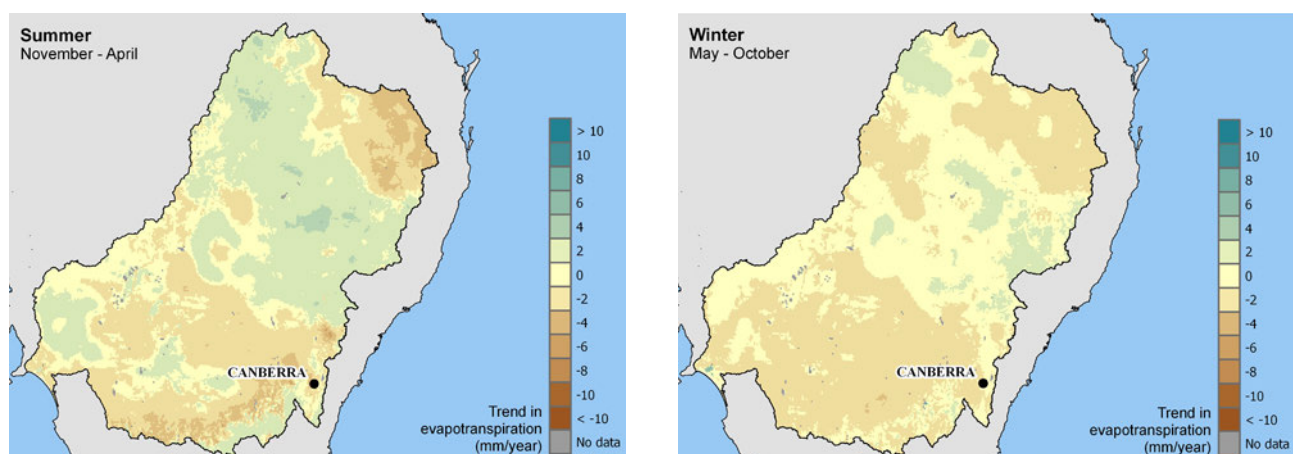 Summer
November - April
> 10
10
8
6
4
2
0
-2
-4
-6
-8
-10
< -10
No data
CANBERRA
Trend in
evapotranspiration
(mm/year)
Winter
May - October
> 10
10
8
6
4
2
0
-2
-4
-6
-8
-10
< -10
No data
CANBERRA
Trend in
evapotranspiration
(mm/year)